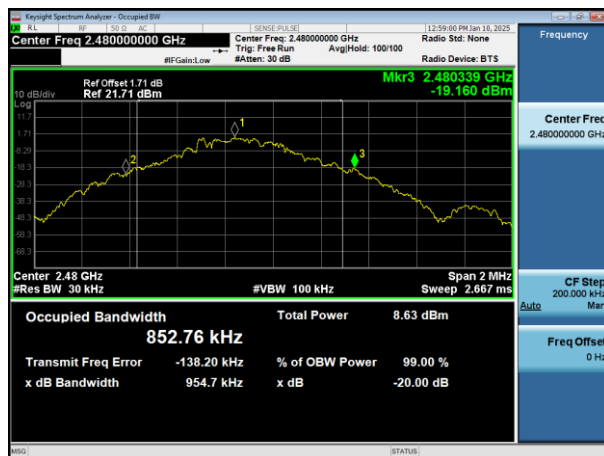 Keysight Spectrum Analyzer - Occupied BW
RL RF 50 Ω AC SENSE:PULSE 12:59:00 PM Jan 10, 2025
Center Freq 2.480000000 GHz Center Freq: 2.480000000 GHz Radio Std: None Frequency
Trig: Free Run Avg|Hold: 100/100
#IFGain:Low #Atten: 30 dB Radio Device: BTS
Ref Offset 1.71 dB Mkr3 2.480339 GHz
10 dB/div Ref 21.71 dBm -19.160 dBm
Log
11.7
1.71
-8.29
-18.3
-28.3
-38.3
-48.3
-58.3
-68.3
1
2
3
Center 2.48 GHz Span 2 MHz
#Res BW 30 kHz #VBW 100 kHz Sweep 2.667 ms
Occupied Bandwidth Total Power 8.63 dBm
852.76 kHz
Transmit Freq Error -138.20 kHz % of OBW Power 99.00 %
x dB Bandwidth 954.7 kHz x dB -20.00 dB
Center Freq
2.480000000 GHz
CF Step
200.000 kHz
Auto Man
Freq Offset
0 Hz
MSG STATUS